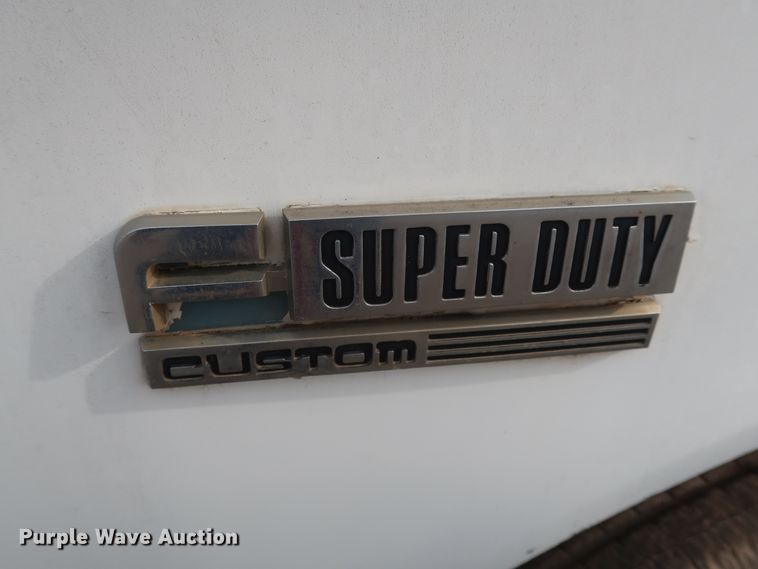 F SUPER DUTY
CUSTOM
Purple Wave Auction